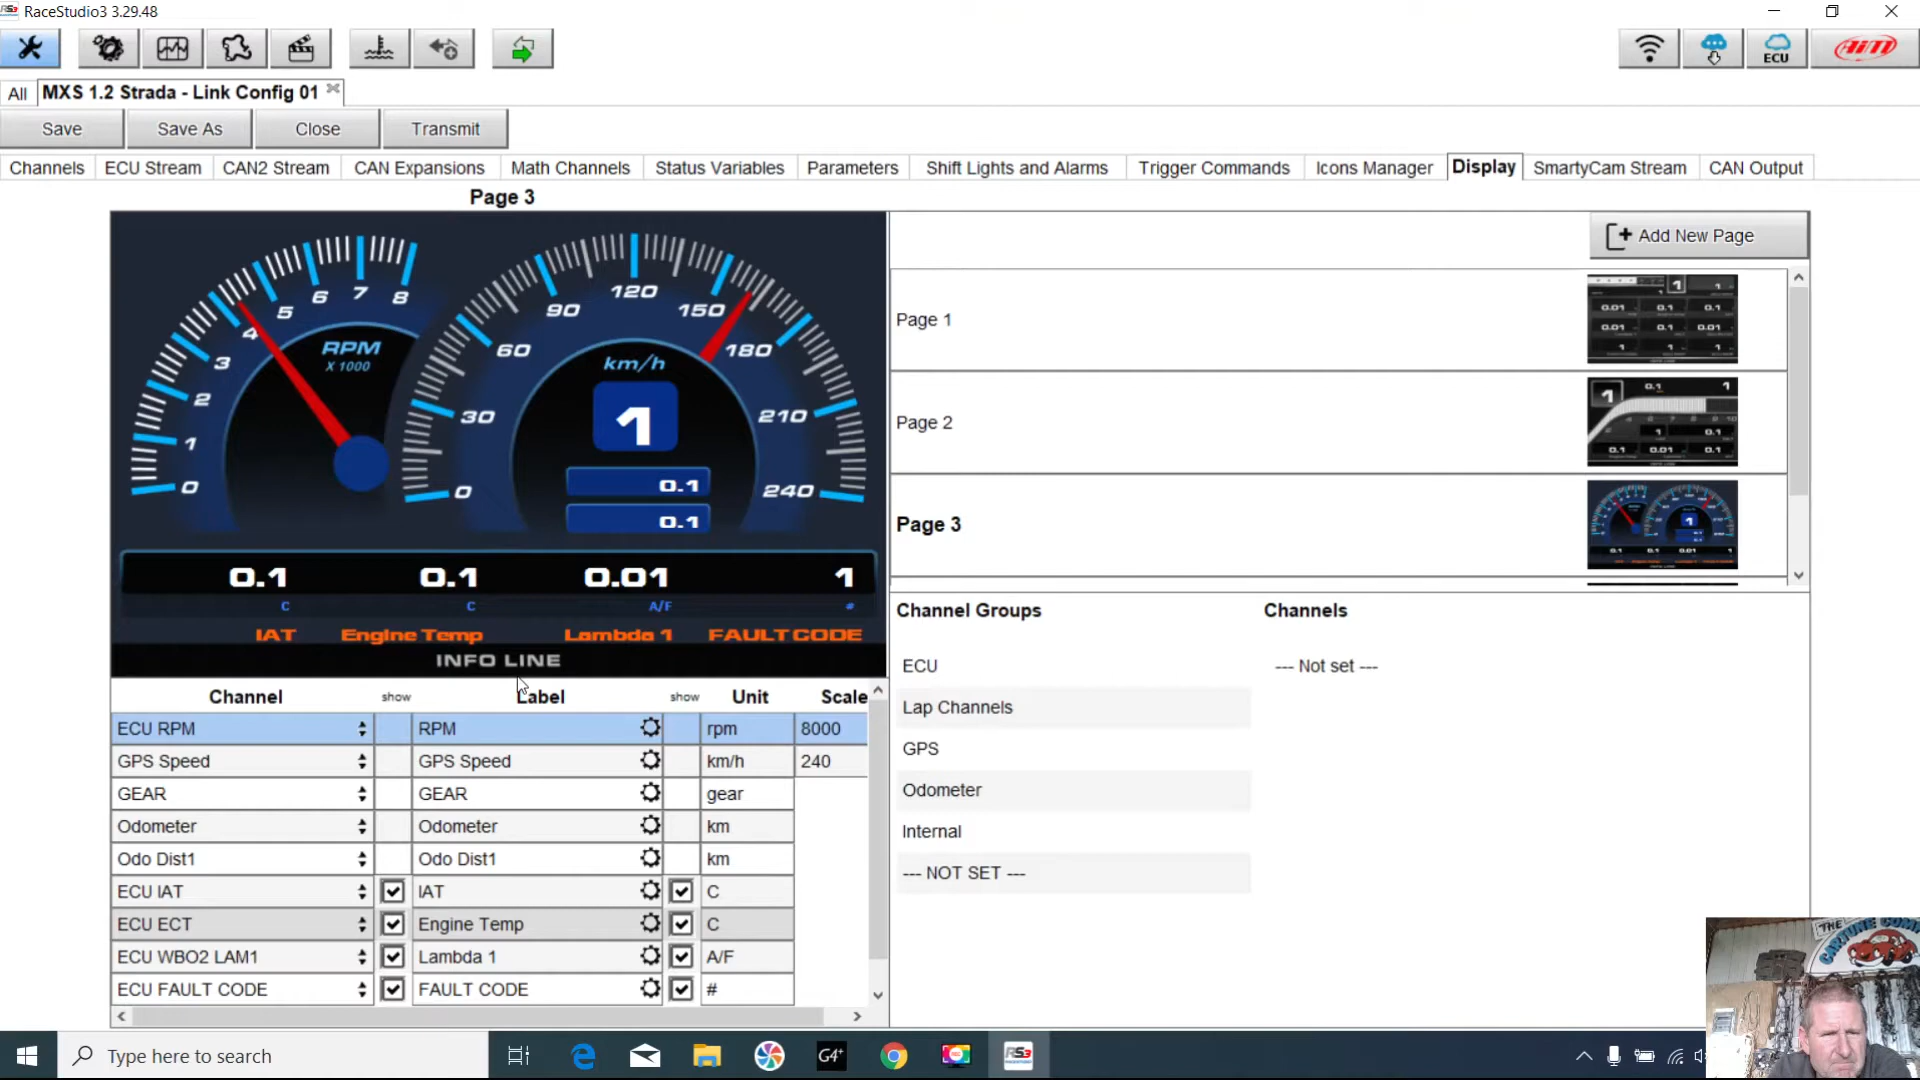 RS3 RaceStudio3 3.29.48
ECU AiM
All MXS 1.2 Strada - Link Config 01
Save Save As Close Transmit
Channels ECU Stream CAN2 Stream CAN Expansions Math Channels Status Variables Parameters Shift Lights and Alarms Trigger Commands Icons Manager Display SmartyCam Stream CAN Output
Page 3
0 1 2 3 4 5 6 7 8
RPM
X 1000
0 30 60 90 120 150 180 210 240
km/h
1
0.1
0.1
0.1 0.1 0.01 1
C C A/F #
IAT Engine Temp Lambda 1 FAULT CODE
INFO LINE
Add New Page
Page 1
Page 2
Page 3
Channel show Label show Unit Scale
ECU RPM RPM rpm 8000
GPS Speed GPS Speed km/h 240
GEAR GEAR gear
Odometer Odometer km
Odo Dist1 Odo Dist1 km
ECU IAT IAT C
ECU ECT Engine Temp C
ECU WBO2 LAM1 Lambda 1 A/F
ECU FAULT CODE FAULT CODE #
Channel Groups Channels
ECU --- Not set ---
Lap Channels
GPS
Odometer
Internal
--- NOT SET ---
THE
CARTUNE
Type here to search
G4+ RS3